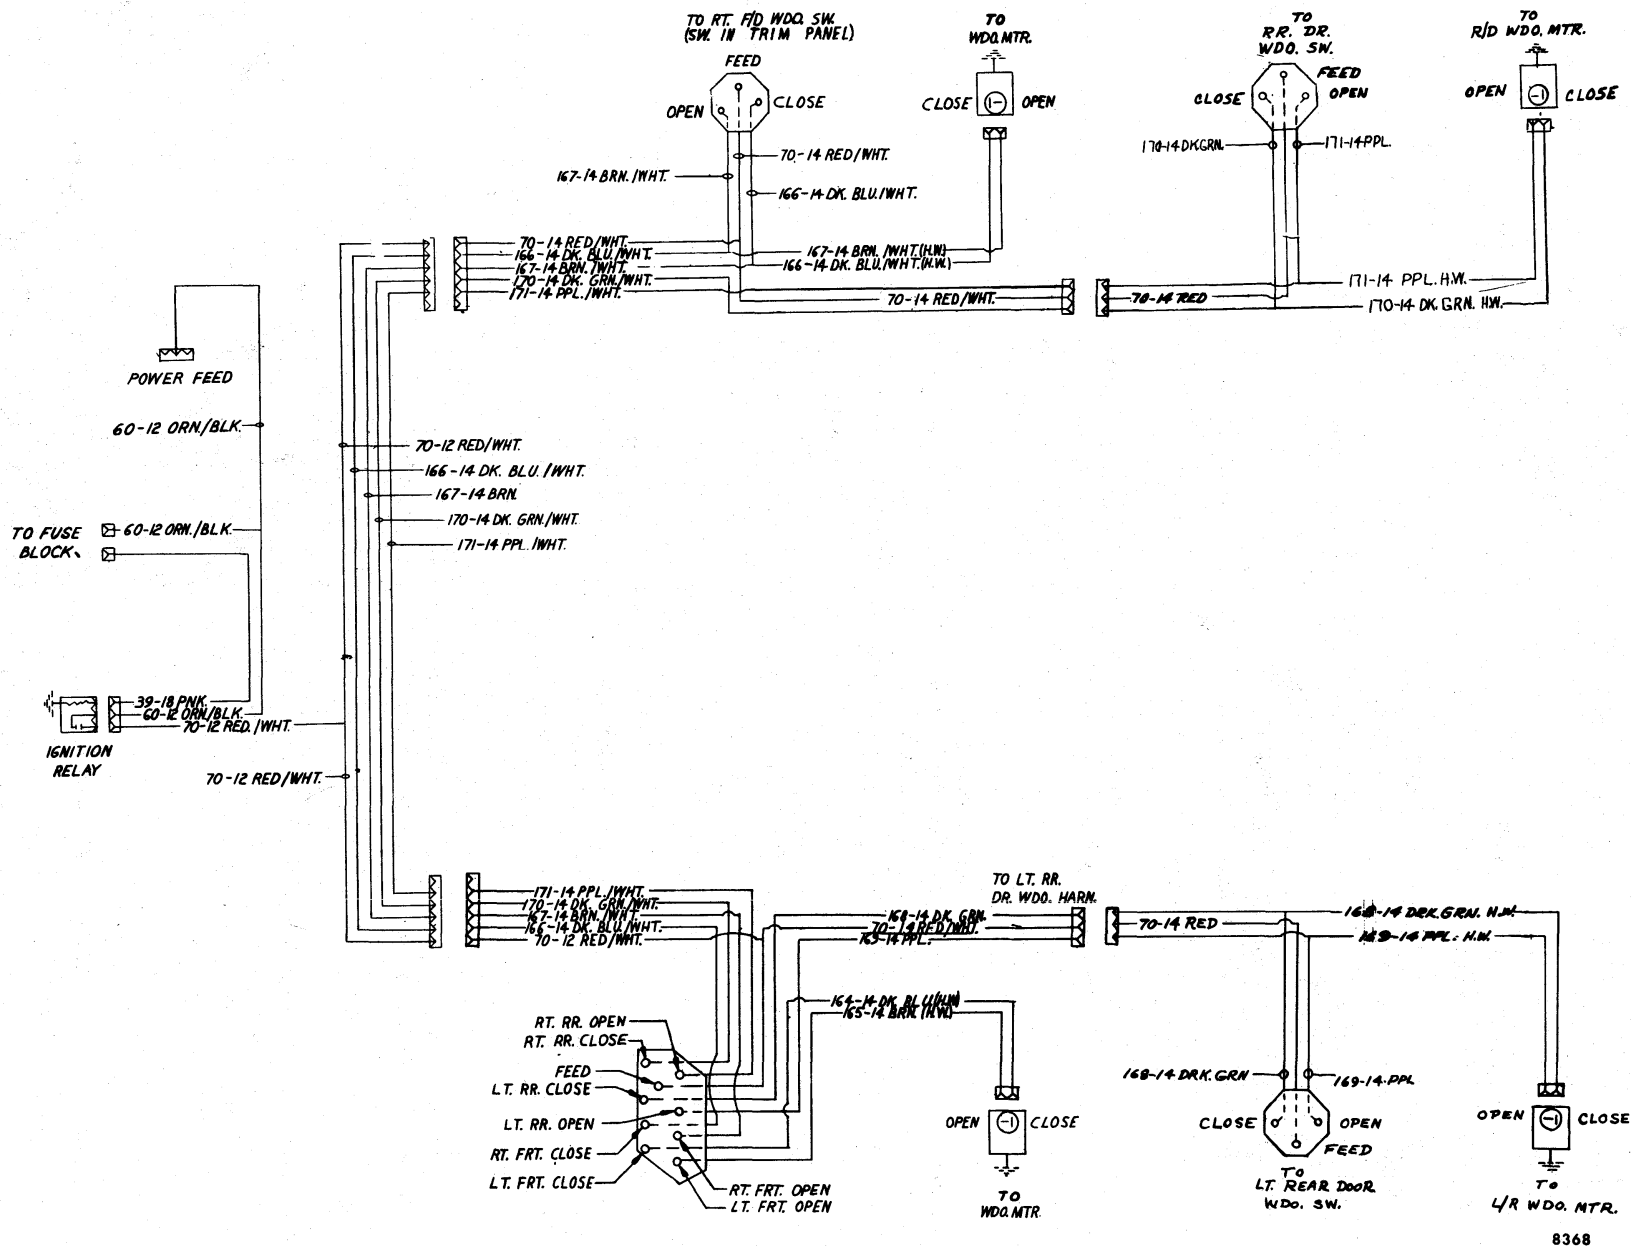 TO RT. F/D WDO. SW.
(SW. IN TRIM PANEL)
FEED
OPEN
CLOSE
TO
WDO. MTR.
CLOSE
OPEN
TO
RR. DR.
WDO. SW.
FEED
CLOSE
OPEN
TO
R/D WDO. MTR.
OPEN
CLOSE
70-14 RED/WHT.
167-14 BRN./WHT.
166-14 DK. BLU./WHT.
170-14 DKGRN.
171-14 PPL.
70-14 RED/WHT.
166-14 DK. BLU./WHT.
167-14 BRN./WHT.
170-14 DK. GRN./WHT.
171-14 PPL./WHT.
167-14 BRN. /WHT.(H.W.)
166-14 DK. BLU./WHT.(H.W.)
70-14 RED/WHT.
70-14 RED
171-14 PPL. H.W.
170-14 DK. GRN. H.W.
POWER FEED
60-12 ORN./BLK.
70-12 RED/WHT.
166-14 DK. BLU. /WHT.
167-14 BRN.
170-14 DK. GRN./WHT.
171-14 PPL./WHT.
TO FUSE
BLOCK
60-12 ORN./BLK.
39-18 PNK.
60-12 ORN./BLK.
70-12 RED./WHT.
IGNITION
RELAY
70-12 RED/WHT.
171-14 PPL./WHT.
170-14 DK. GRN./WHT.
167-14 BRN./WHT.
166-14 DK. BLU./WHT.
70-12 RED/WHT.
TO LT. RR.
DR. WDO. HARN.
168-14 DK. GRN.
70-14 RED/WHT.
169-14 PPL.
168-14 DRK. GRN. H.W.
70-14 RED
169-14 PPL. H.W.
164-14 DK. BLU(H.W)
165-14 BRN. (H.W.)
RT. RR. OPEN
RT. RR. CLOSE
FEED
LT. RR. CLOSE
LT. RR. OPEN
RT. FRT. CLOSE
LT. FRT. CLOSE
RT. FRT. OPEN
LT. FRT. OPEN
OPEN
CLOSE
TO
WDO. MTR.
168-14 DRK. GRN
169-14-PPL
CLOSE
OPEN
FEED
TO
LT. REAR DOOR
WDO. SW.
OPEN
CLOSE
TO
L/R WDO. MTR.
8368